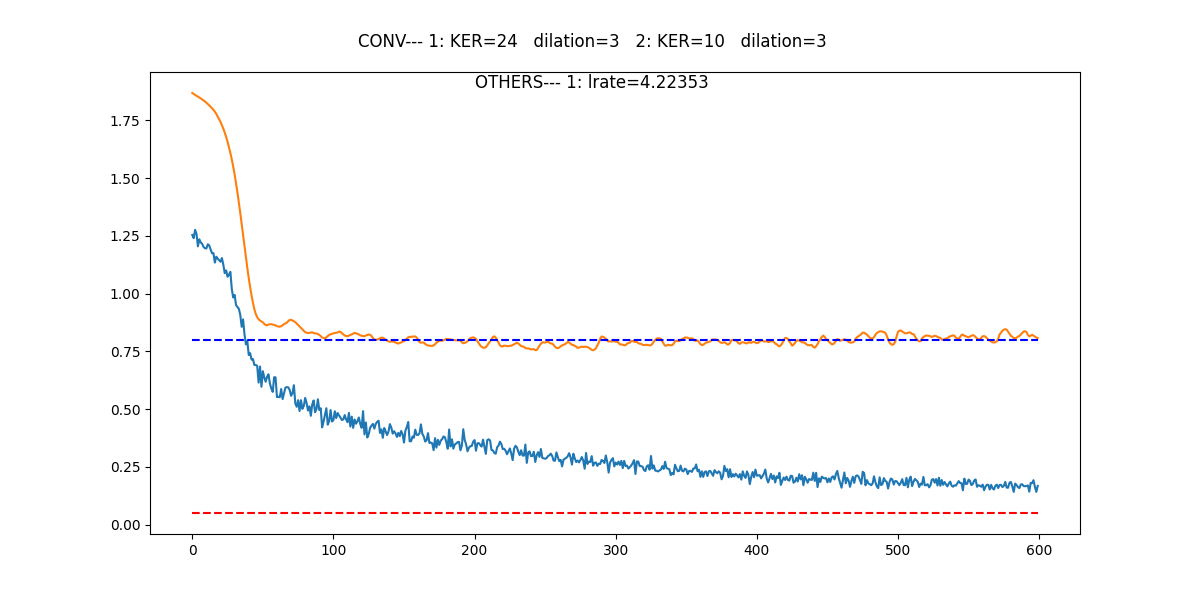 CONV--- 1: KER=24   dilation=3   2: KER=10   dilation=3
OTHERS--- 1: lrate=4.22353
1.75
1.50
1.25
1.00
0.75
0.50
0.25
0.00
0 100 200 300 400 500 600